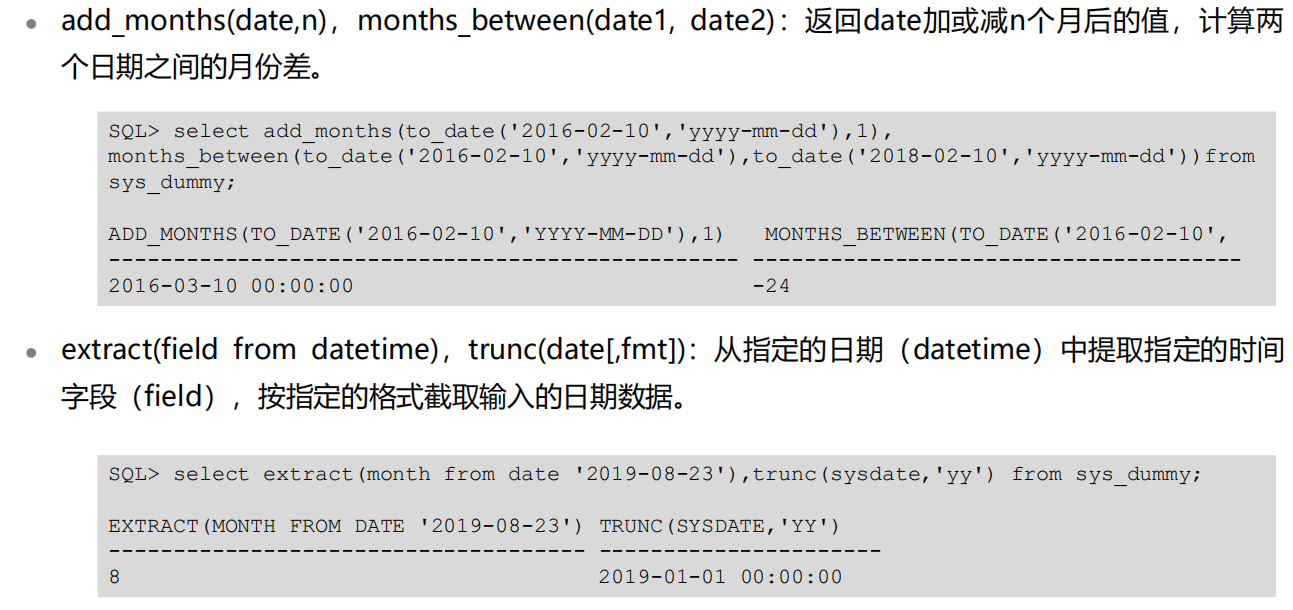 • add_months(date,n)，months_between(date1, date2)：返回date加或减n个月后的值，计算两
个日期之间的月份差。
SQL> select add_months(to_date('2016-02-10','yyyy-mm-dd'),1),
months_between(to_date('2016-02-10','yyyy-mm-dd'),to_date('2018-02-10','yyyy-mm-dd'))from
sys_dummy;
ADD_MONTHS(TO_DATE('2016-02-10','YYYY-MM-DD'),1) MONTHS_BETWEEN(TO_DATE('2016-02-10',
------------------------------------------------- --------------------------------------
2016-03-10 00:00:00 -24
• extract(field from datetime)，trunc(date[,fmt])：从指定的日期（datetime）中提取指定的时间
字段（field），按指定的格式截取输入的日期数据。
SQL> select extract(month from date '2019-08-23'),trunc(sysdate,'yy') from sys_dummy;
EXTRACT(MONTH FROM DATE '2019-08-23') TRUNC(SYSDATE,'YY')
------------------------------------- ----------------------
8 2019-01-01 00:00:00